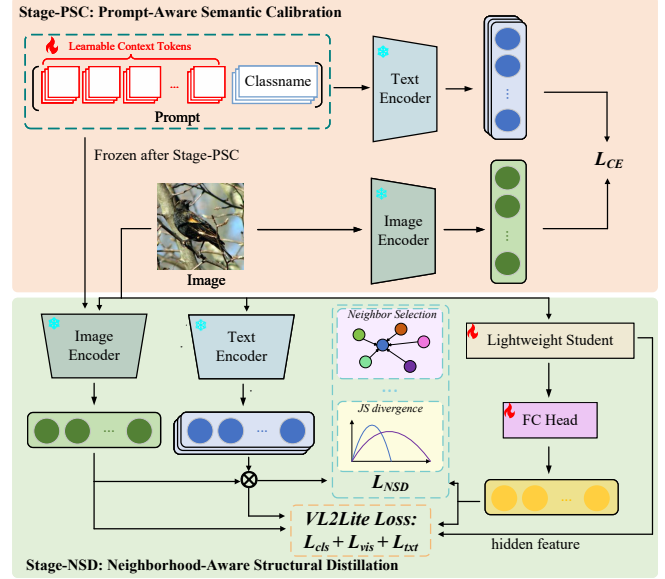 Stage-PSC: Prompt-Aware Semantic Calibration
Learnable Context Tokens
...
Classname
Prompt
Text
Encoder
...
L_CE
Frozen after Stage-PSC
Image
Encoder
...
Image
Image
Encoder
Text
Encoder
Neighbor Selection
...
JS divergence
L_NSD
Lightweight Student
FC Head
...
...
...
VL2Lite Loss:
L_cls + L_vis + L_txt
hidden feature
Stage-NSD: Neighborhood-Aware Structural Distillation